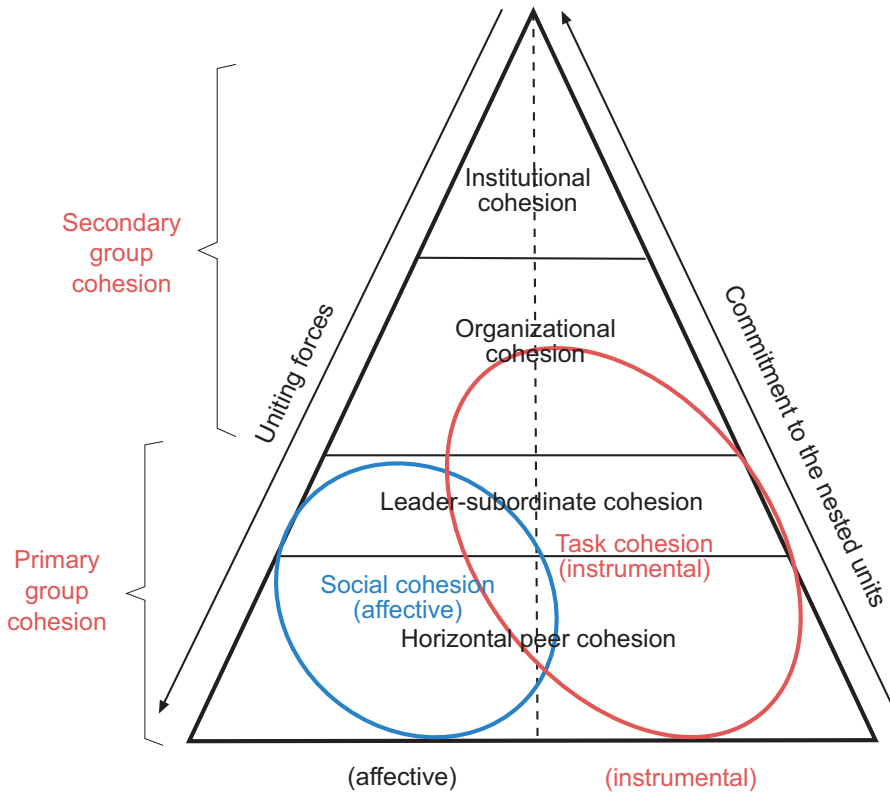 Institutional
cohesion
Secondary
group
cohesion
Uniting forces
Commitment to the nested units
Organizational
cohesion
Leader-subordinate cohesion
Primary
group
cohesion
Task cohesion
(instrumental)
Social cohesion
(affective)
Horizontal peer cohesion
(affective)
(instrumental)